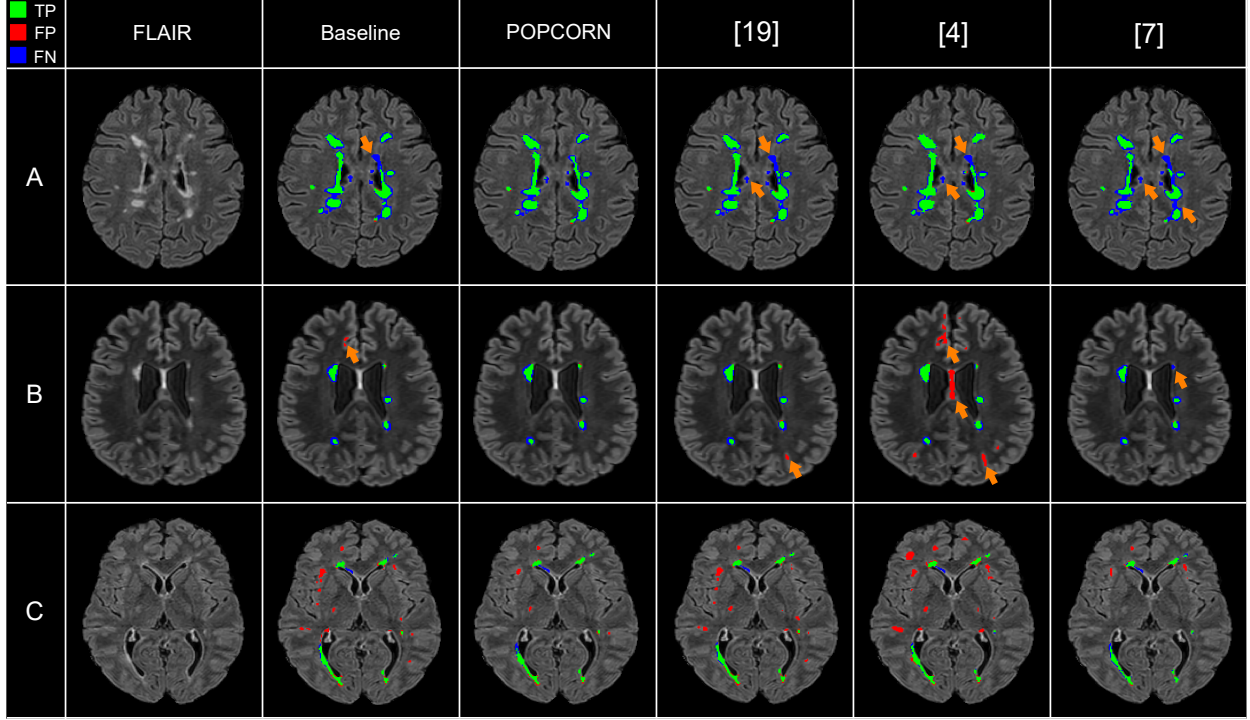 TP
FP
FN
FLAIR
Baseline
POPCORN
[19]
[4]
[7]
A
B
C